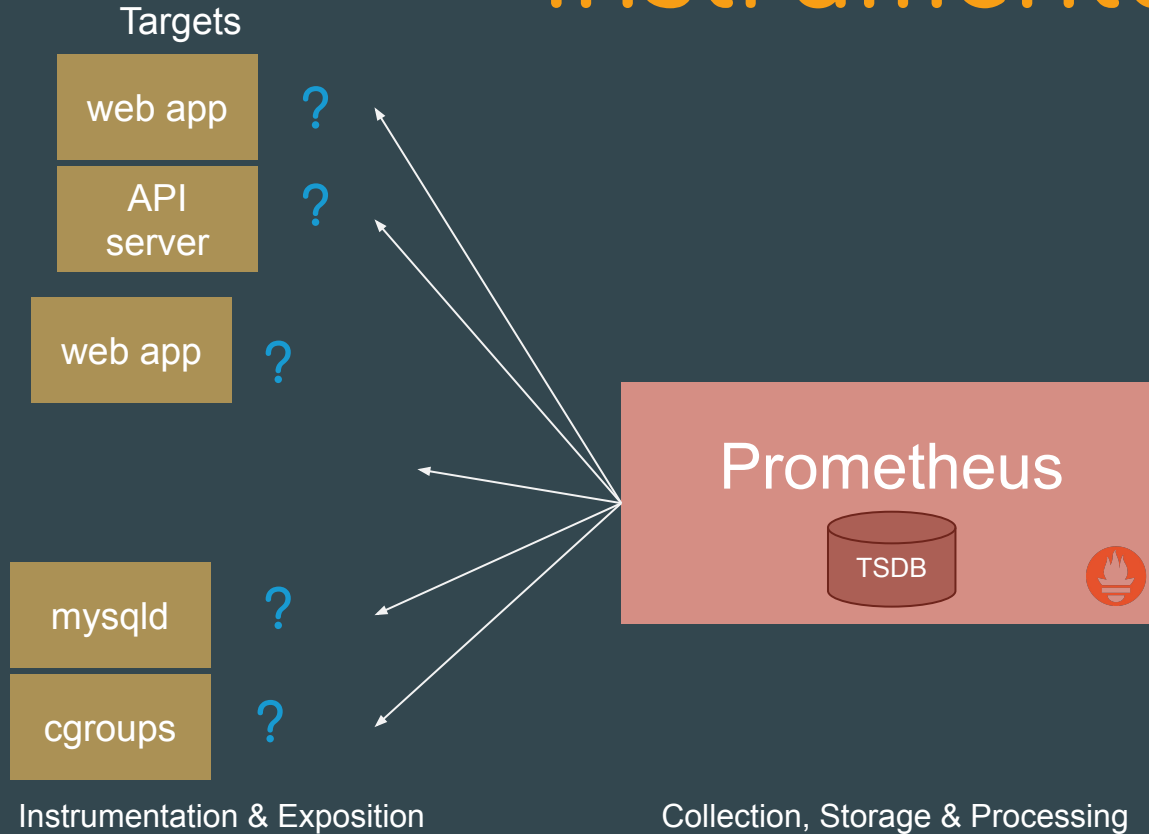 Targets
web app
?
API
server
?
web app
?
Prometheus
TSDB
mysqld
?
cgroups
?
Instrumentation & Exposition
Collection, Storage & Processing